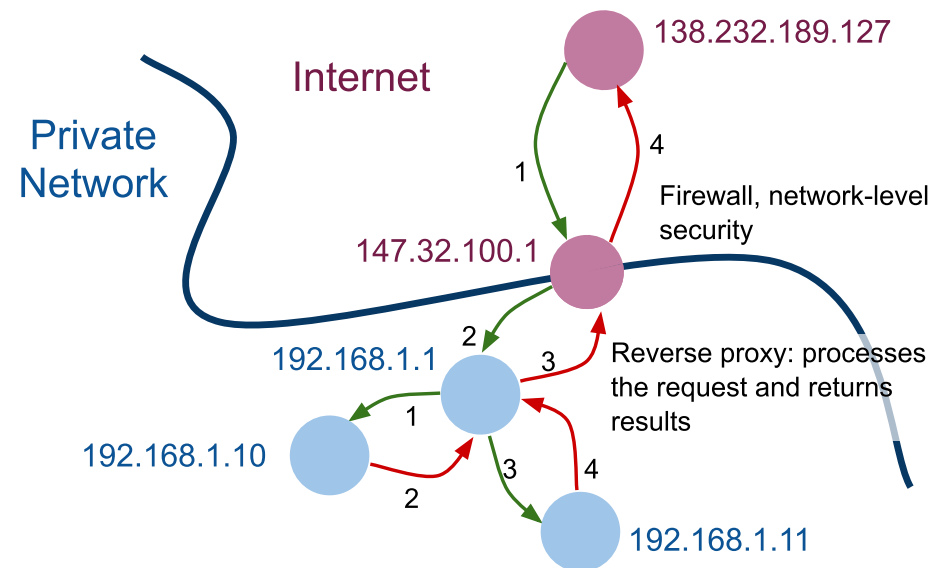 138.232.189.127
Internet
Private
Network
4
1
Firewall, network-level
security
147.32.100.1
2
192.168.1.1
3
Reverse proxy: processes
the request and returns
results
1
192.168.1.10
3
4
2
192.168.1.11